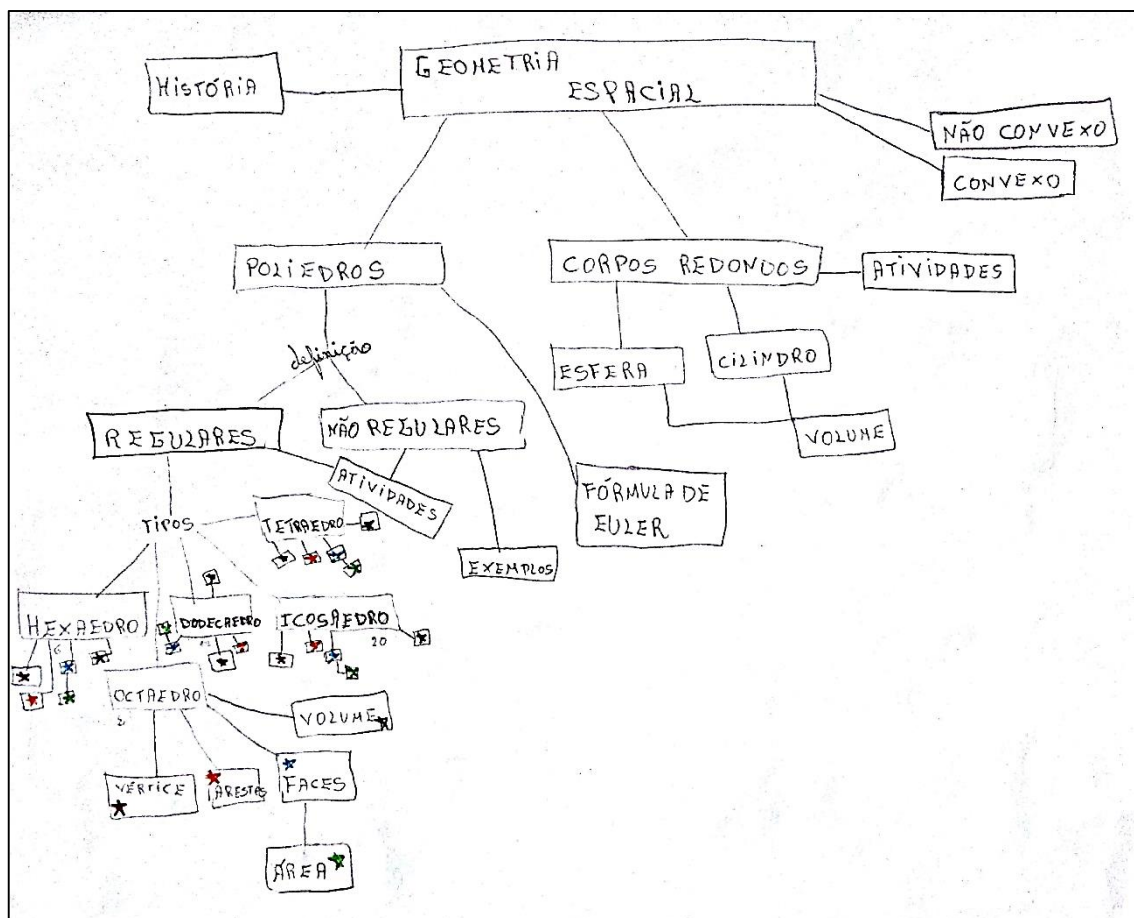 GEOMETRIA
ESPACIAL
HISTÓRIA
NÃO CONVEXO
CONVEXO
POLIEDROS
CORPOS REDONDOS
ATIVIDADES
definição
ESFERA
CILINDRO
VOLUME
REGULARES
NÃO REGULARES
ATIVIDADES
FÓRMULA DE
EULER
EXEMPLOS
TIPOS
TETRAEDRO
HEXAEDRO
6
DODECAEDRO
12
ICOSAEDRO
20
OCTAEDRO
VOLUME
VÉRTICE
ARESTAS
FACES
ÁREA